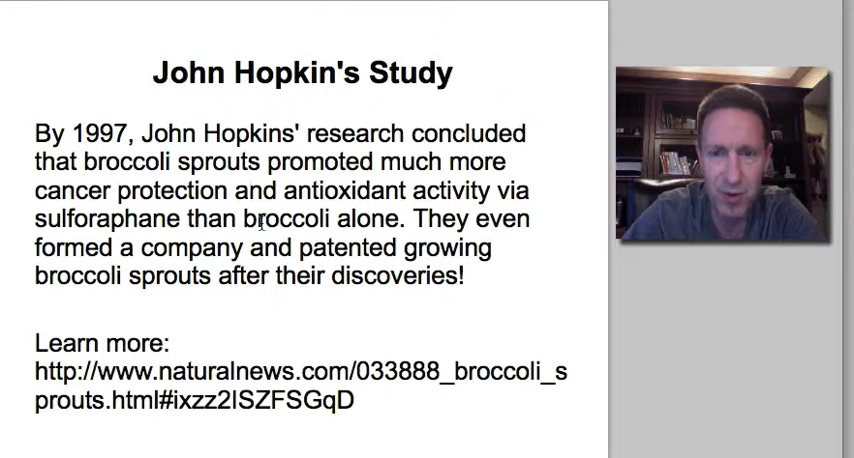 John Hopkin's Study
By 1997, John Hopkins' research concluded
that broccoli sprouts promoted much more
cancer protection and antioxidant activity via
sulforaphane than broccoli alone. They even
formed a company and patented growing
broccoli sprouts after their discoveries!
Learn more:
http://www.naturalnews.com/033888_broccoli_s
prouts.html#ixzz2lSZFSGqD